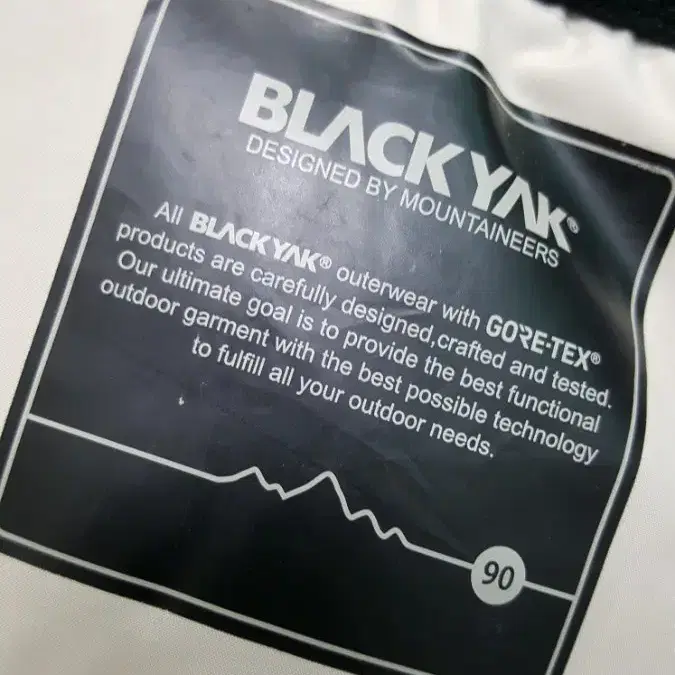 BLACKYAK®
DESIGNED BY MOUNTAINEERS
All BLACKYAK® outerwear with GORE-TEX®
products are carefully designed,crafted and tested.
Our ultimate goal is to provide the best functional
outdoor garment with the best possible technology
to fulfill all your outdoor needs.
90